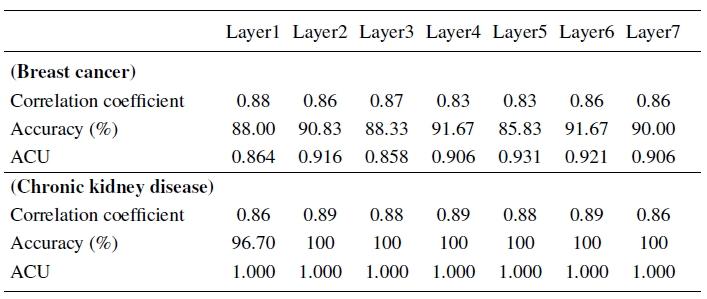 Layer1 Layer2 Layer3 Layer4 Layer5 Layer6 Layer7
(Breast cancer)
Correlation coefficient 0.88 0.86 0.87 0.83 0.83 0.86 0.86
Accuracy (%) 88.00 90.83 88.33 91.67 85.83 91.67 90.00
ACU 0.864 0.916 0.858 0.906 0.931 0.921 0.906
(Chronic kidney disease)
Correlation coefficient 0.86 0.89 0.88 0.89 0.88 0.89 0.86
Accuracy (%) 96.70 100 100 100 100 100 100
ACU 1.000 1.000 1.000 1.000 1.000 1.000 1.000